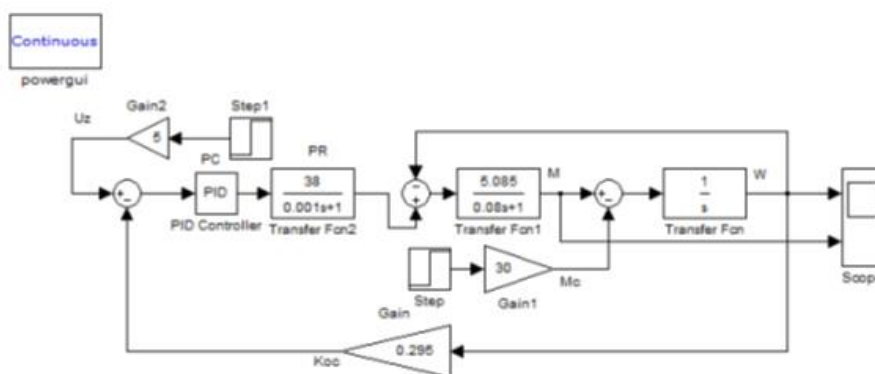 Continuous
powergui
Uz
Gain2
6
Step1
PC
PID
PID Controller
PR
38
0.001s+1
Transfer Fcn2
5.085
0.08s+1
Transfer Fcn1
M
1
s
Transfer Fcn
W
Scop
Step
30
Gain1
Mc
Gain
0.295
Koc